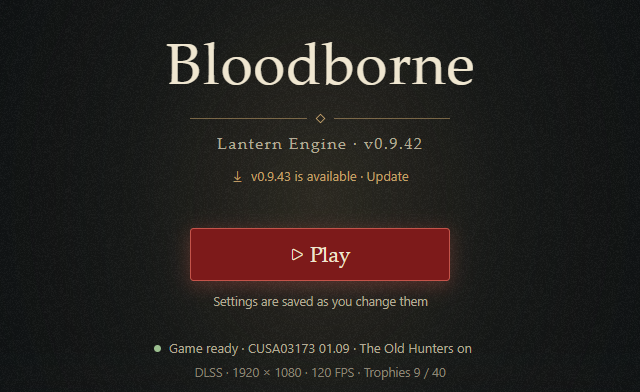 Bloodborne
Lantern Engine · v0.9.42
v0.9.43 is available · Update
Play
Settings are saved as you change them
Game ready · CUSA03173 01.09 · The Old Hunters on
DLSS · 1920 × 1080 · 120 FPS · Trophies 9 / 40